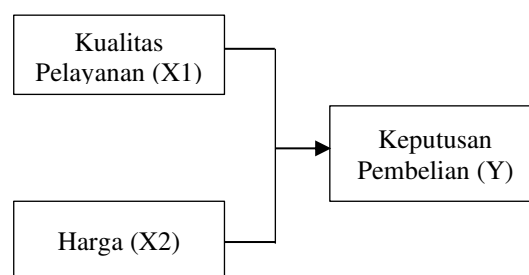 Kualitas
Pelayanan (X1)
Keputusan
Pembelian (Y)
Harga (X2)